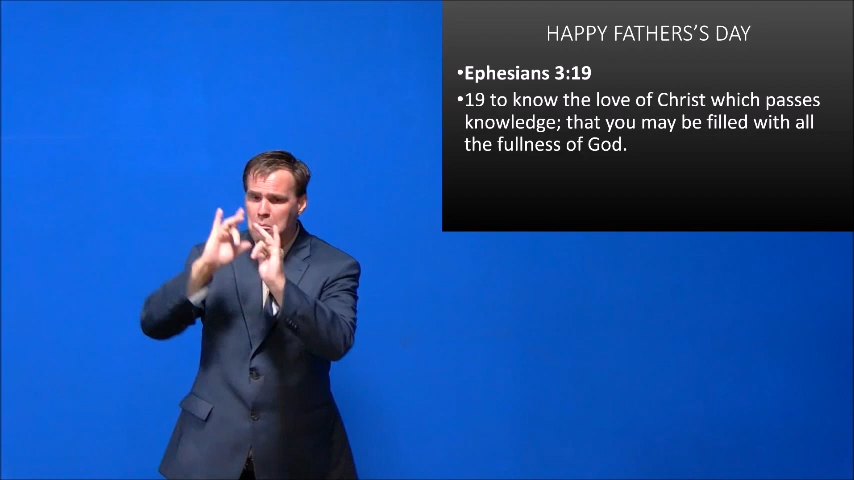 HAPPY FATHERS’S DAY
•Ephesians 3:19
•19 to know the love of Christ which passes
knowledge; that you may be filled with all
the fullness of God.